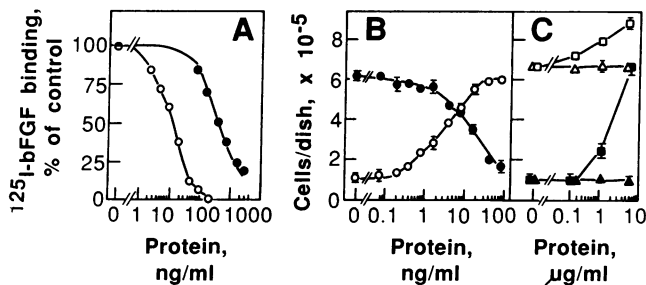 A
B
C
125I-bFGF binding,
% of control
100
75
50
25
0
0 1 10 100 1000
Protein,
ng/ml
Cells/dish, x 10-5
8
6
4
2
0
0 0.1 1 10 100
Protein,
ng/ml
0 0.1 1 10
Protein,
µg/ml